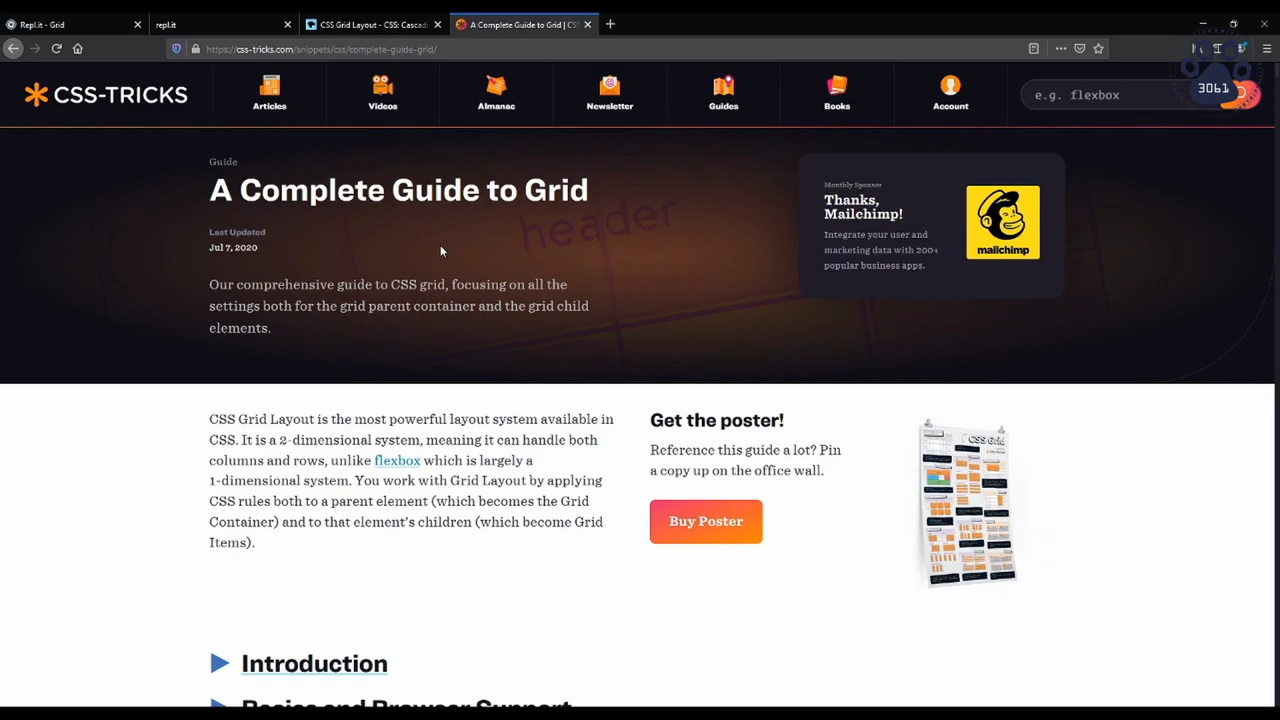 Repl.it - Grid
repl.it
CSS Grid Layout - CSS: Cascad
A Complete Guide to Grid | CS
https://css-tricks.com/snippets/css/complete-guide-grid/
CSS-TRICKS
Articles
Videos
Almanac
Newsletter
Guides
Books
Account
e.g. flexbox
3061
Guide
A Complete Guide to Grid
header
Last Updated
Jul 7, 2020
Our comprehensive guide to CSS grid, focusing on all the
settings both for the grid parent container and the grid child
elements.
Monthly Sponsor
Thanks,
Mailchimp!
Integrate your user and
marketing data with 200+
popular business apps.
mailchimp
CSS Grid Layout is the most powerful layout system available in
CSS. It is a 2-dimensional system, meaning it can handle both
columns and rows, unlike flexbox which is largely a
1-dimensional system. You work with Grid Layout by applying
CSS rules both to a parent element (which becomes the Grid
Container) and to that element's children (which become Grid
Items).
Get the poster!
Reference this guide a lot? Pin
a copy up on the office wall.
Buy Poster
CSS Grid
Introduction
Basics and Browser Support